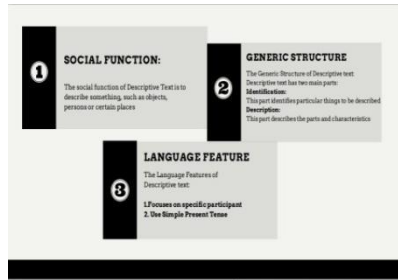 1
SOCIAL FUNCTION:
The social function of Descriptive Text is to
describe something, such as objects,
persons or certain places
2
GENERIC STRUCTURE
The Generic Structure of Descriptive text
Descriptive text has two main parts:
Identification:
This part identifies particular things to be described
Description:
This part describes the parts and characteristics
3
LANGUAGE FEATURE
The Language Features of
Descriptive text:
1.Focuses on specific participant
2. Use Simple Present Tense